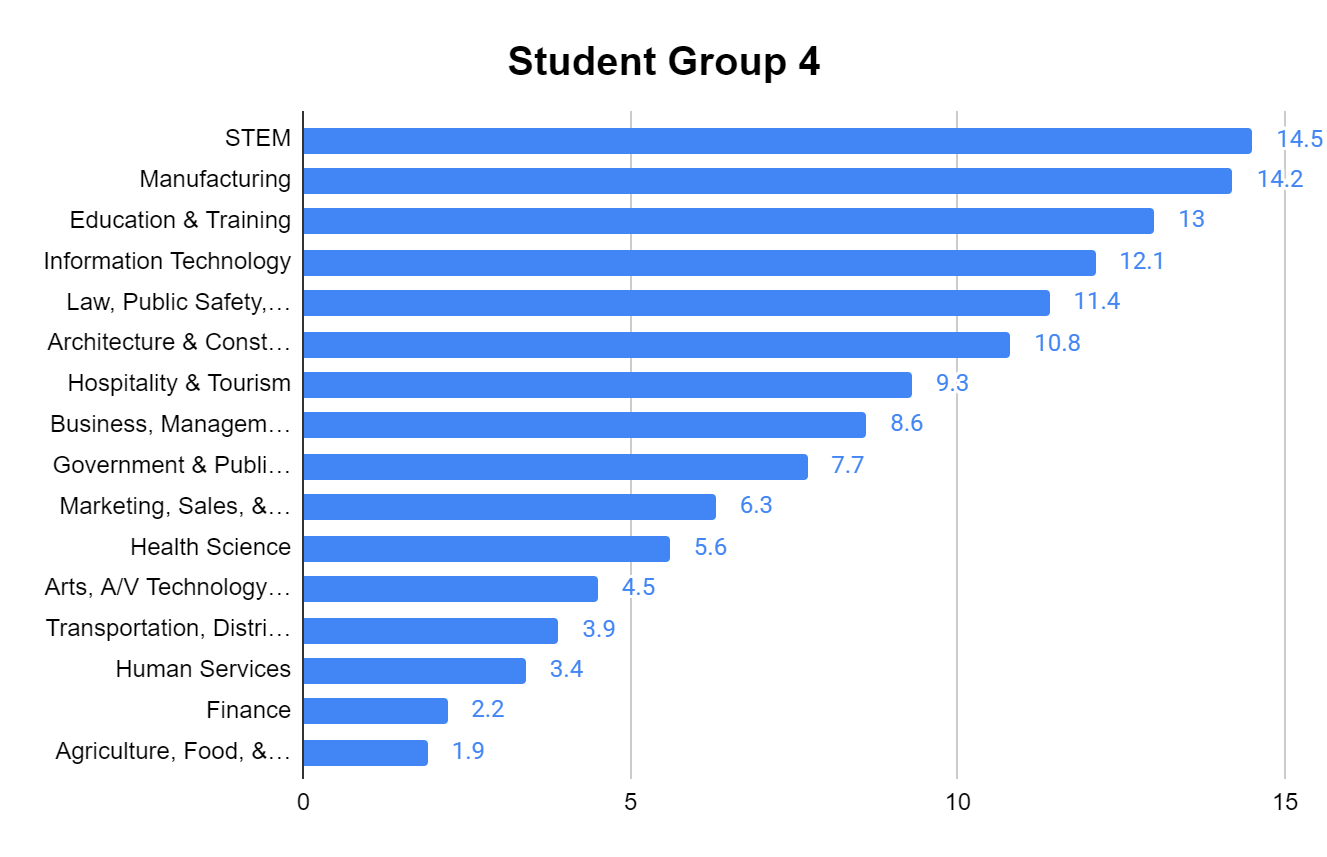 Student Group 4
STEM 14.5
Manufacturing 14.2
Education & Training 13
Information Technology 12.1
Law, Public Safety,… 11.4
Architecture & Const… 10.8
Hospitality & Tourism 9.3
Business, Managem… 8.6
Government & Publi… 7.7
Marketing, Sales, &… 6.3
Health Science 5.6
Arts, A/V Technology… 4.5
Transportation, Distri… 3.9
Human Services 3.4
Finance 2.2
Agriculture, Food, &… 1.9
0 5 10 15